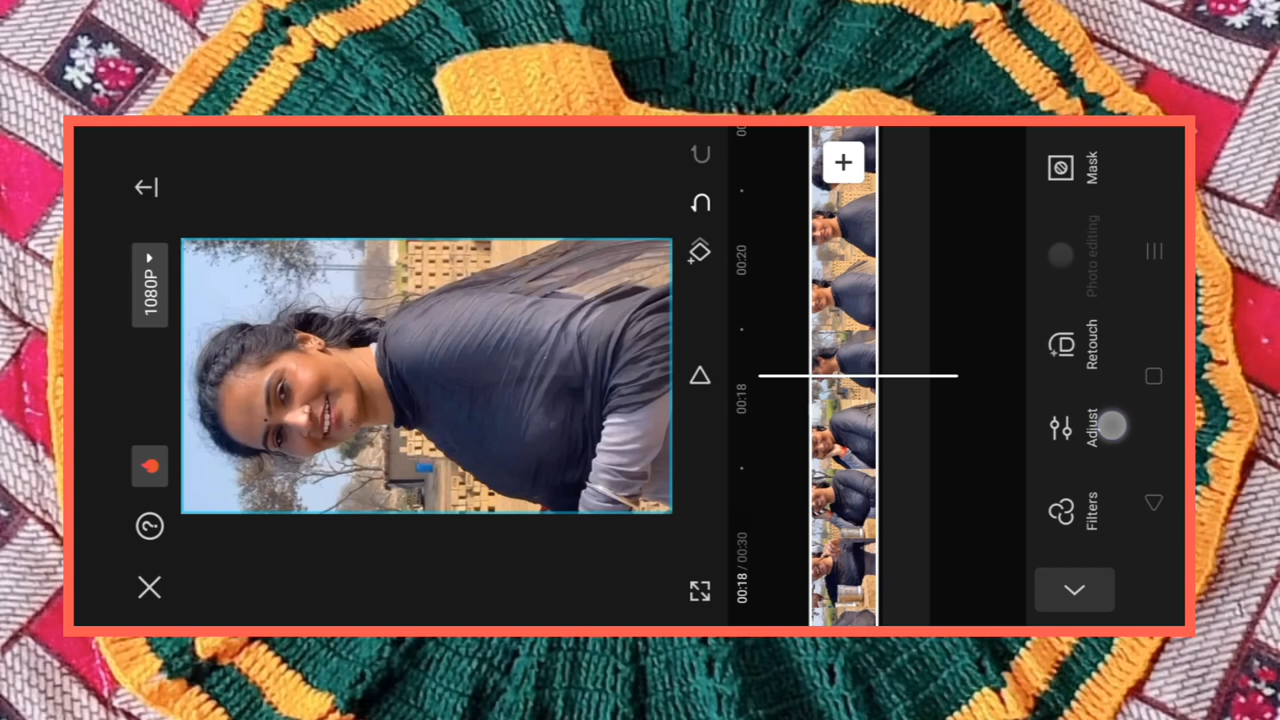 1080P
00:18 / 00:30
00:18
00:20
Filters
Adjust
Retouch
Photo editing
Mask